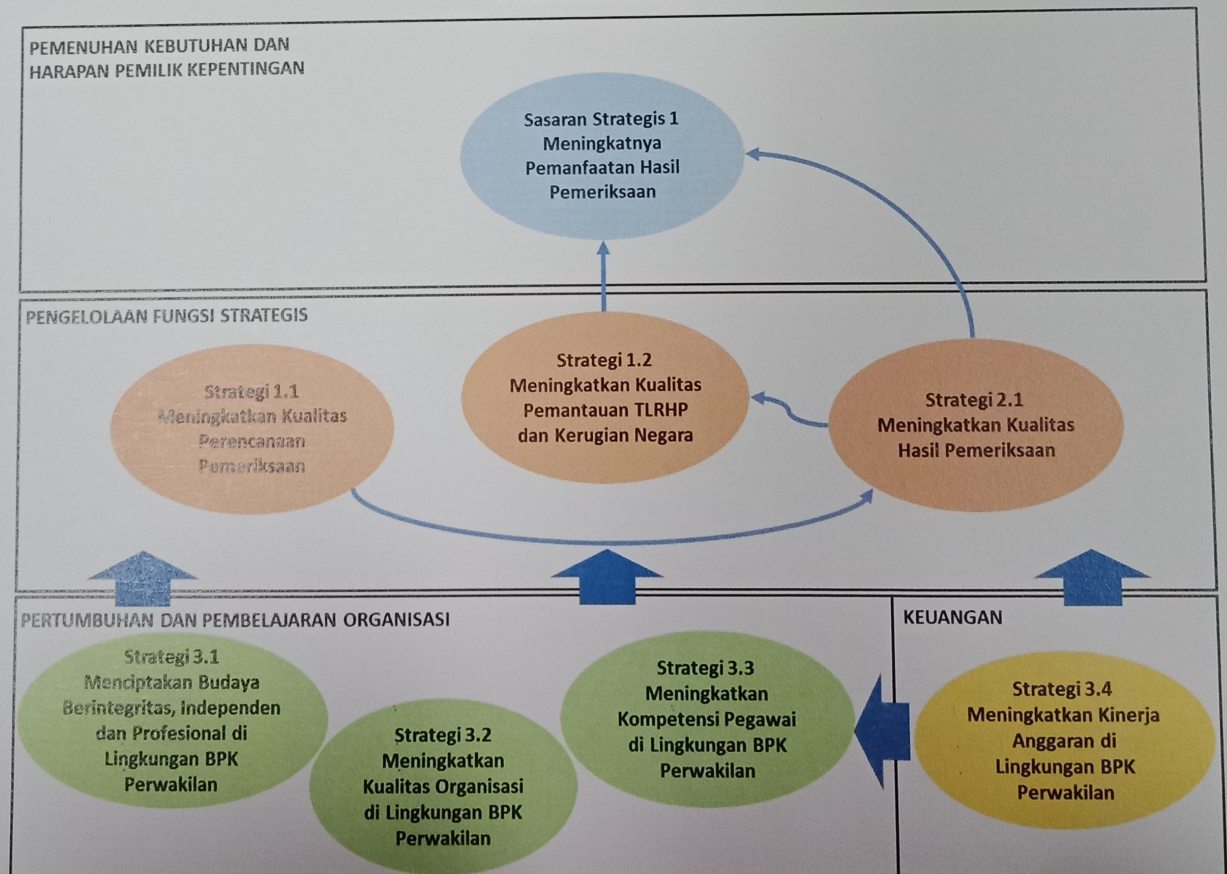 PEMENUHAN KEBUTUHAN DAN
HARAPAN PEMILIK KEPENTINGAN
Sasaran Strategis 1
Meningkatnya
Pemanfaatan Hasil
Pemeriksaan
PENGELOLAAN FUNGSI STRATEGIS
Strategi 1.1
Meningkatkan Kualitas
Perencanaan
Pemeriksaan
Strategi 1.2
Meningkatkan Kualitas
Pemantauan TLRHP
dan Kerugian Negara
Strategi 2.1
Meningkatkan Kualitas
Hasil Pemeriksaan
PERTUMBUHAN DAN PEMBELAJARAN ORGANISASI
Strategi 3.1
Menciptakan Budaya
Berintegritas, Independen
dan Profesional di
Lingkungan BPK
Perwakilan
Strategi 3.2
Meningkatkan
Kualitas Organisasi
di Lingkungan BPK
Perwakilan
Strategi 3.3
Meningkatkan
Kompetensi Pegawai
di Lingkungan BPK
Perwakilan
KEUANGAN
Strategi 3.4
Meningkatkan Kinerja
Anggaran di
Lingkungan BPK
Perwakilan